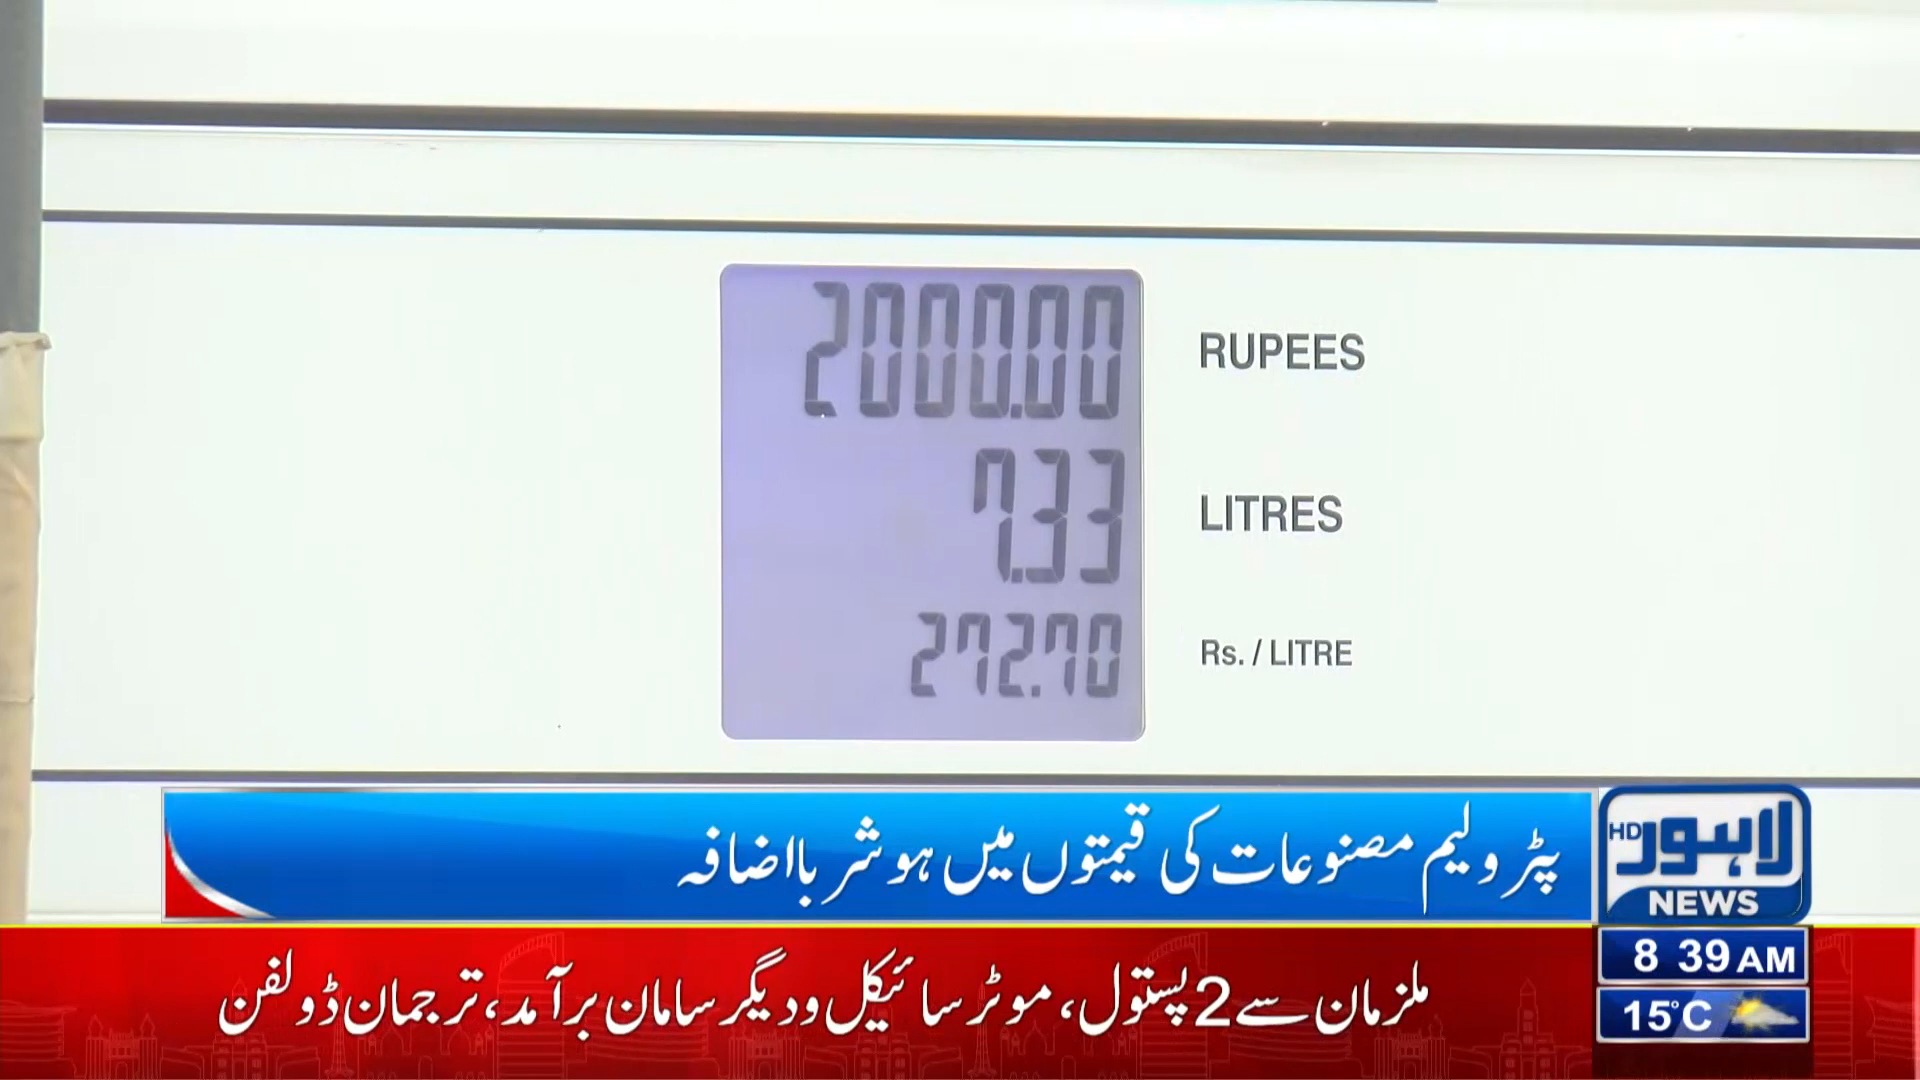 2000.00 RUPEES
7.33 LITRES
272.70 Rs. / LITRE
پٹرولیم مصنوعات کی قیمتوں میں ہوشربا اضافہ
لاہور HD
NEWS
8 39 AM
ملزمان سے 2 پستول، موٹر سائیکل و دیگر سامان برآمد، ترجمان ڈولفن
15°C